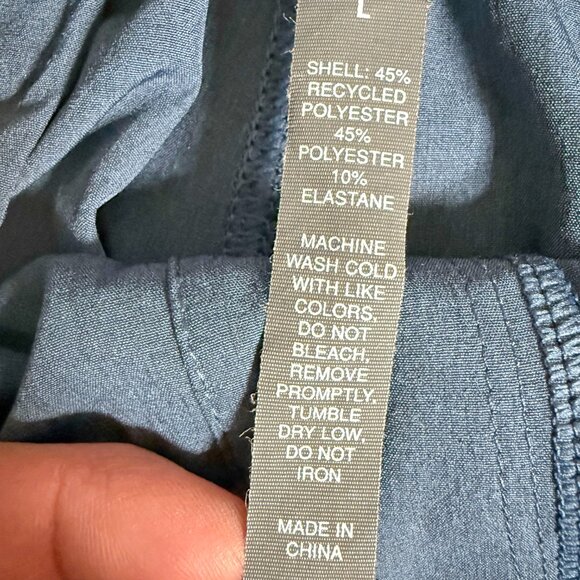 L
SHELL: 45%
RECYCLED
POLYESTER
45%
POLYESTER
10%
ELASTANE
MACHINE
WASH COLD
WITH LIKE
COLORS,
DO NOT
BLEACH,
REMOVE
PROMPTLY,
TUMBLE
DRY LOW,
DO NOT
IRON
MADE IN
CHINA